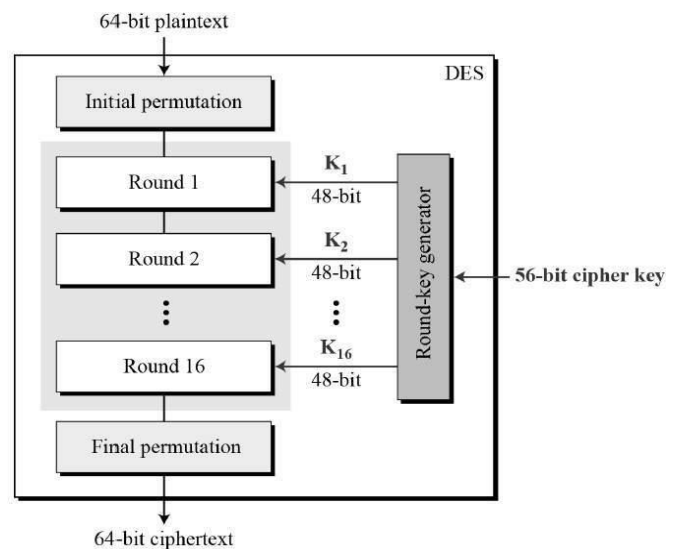 64-bit plaintext
DES
Initial permutation
Round 1
K1
48-bit
Round 2
K2
48-bit
Round-key generator
56-bit cipher key
Round 16
K16
48-bit
Final permutation
64-bit ciphertext